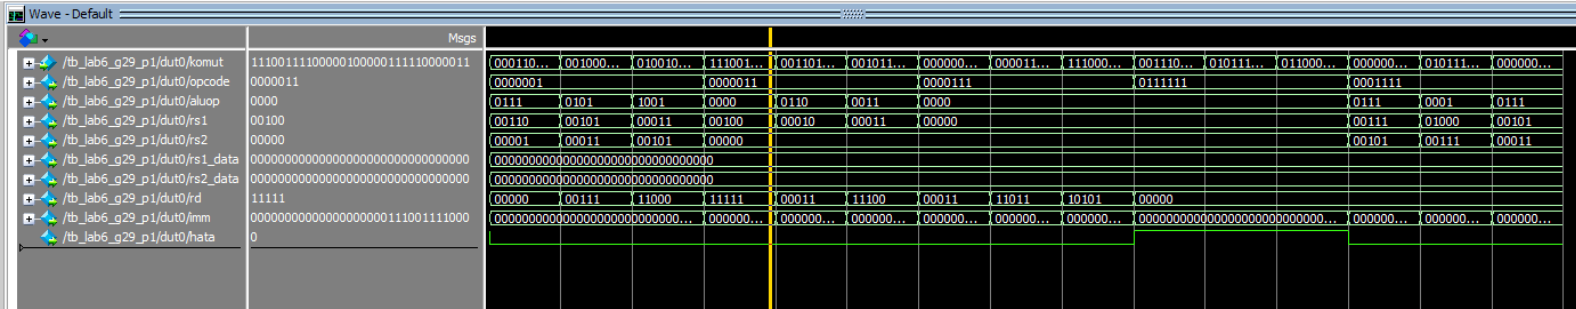 Wave - Default
Msgs
/tb_lab6_g29_p1/dut0/komut 11100111100000100000111110000011 000110... 001000... 010010... 111001... 001101... 001011... 000000... 000011... 111000... 001110... 010111... 011000... 000000... 010111... 000000...
/tb_lab6_g29_p1/dut0/opcode 0000011 0000001 0000011 0000111 0111111 0001111
/tb_lab6_g29_p1/dut0/aluop 0000 0111 0101 1001 0000 0110 0011 0000 0111 0001 0111
/tb_lab6_g29_p1/dut0/rs1 00100 00110 00101 00011 00100 00010 00011 00000 00111 01000 00101
/tb_lab6_g29_p1/dut0/rs2 00000 00001 00011 00101 00000 00101 00111 00011
/tb_lab6_g29_p1/dut0/rs1_data 00000000000000000000000000000000 00000000000000000000000000000000
/tb_lab6_g29_p1/dut0/rs2_data 00000000000000000000000000000000 00000000000000000000000000000000
/tb_lab6_g29_p1/dut0/rd 11111 00000 00111 11000 11111 00011 11100 00011 11011 10101 00000
/tb_lab6_g29_p1/dut0/imm 00000000000000000000111001111000 000000000000000000000000000... 000000... 000000... 000000... 000000... 000000... 000000... 000000000000000000000000000... 000000... 000000... 000000...
/tb_lab6_g29_p1/dut0/hata 0